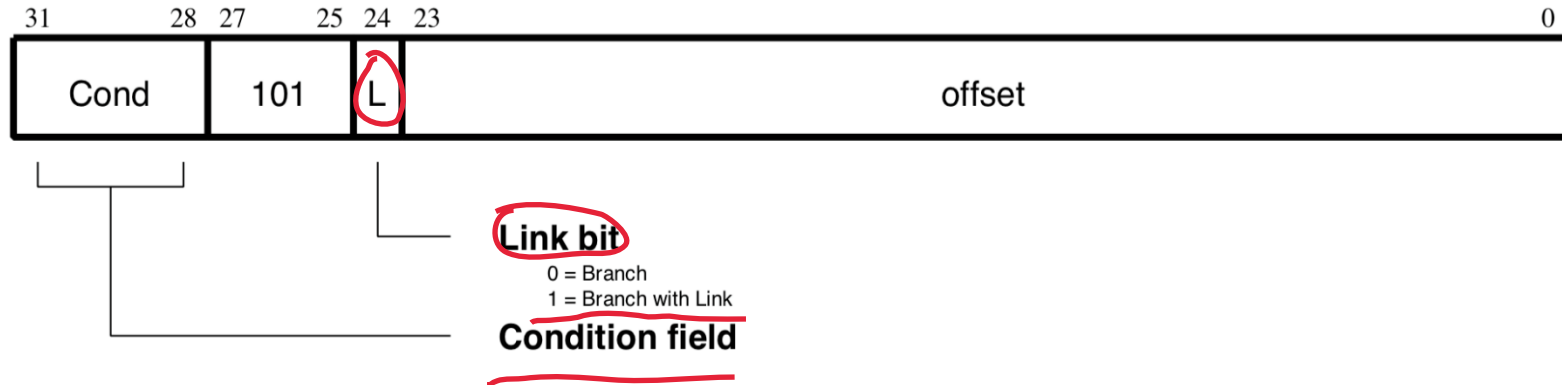 31 28 27 25 24 23 0
Cond 101 L offset
Link bit
0 = Branch
1 = Branch with Link
Condition field